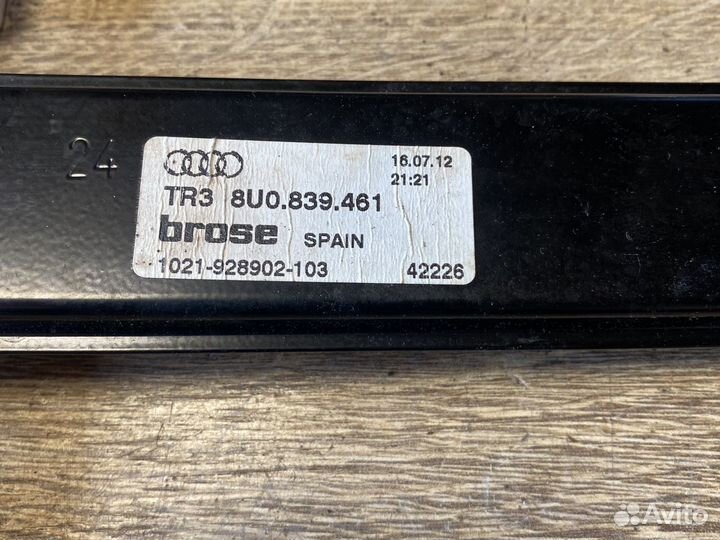 24
16.07.12
21:21
TR3 8U0.839.461
brose SPAIN
1021-928902-103 42226
Avito